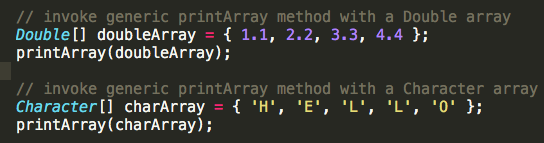 // invoke generic printArray method with a Double array
Double[] doubleArray = { 1.1, 2.2, 3.3, 4.4 };
printArray(doubleArray);
// invoke generic printArray method with a Character array
Character[] charArray = { 'H', 'E', 'L', 'L', 'O' };
printArray(charArray);